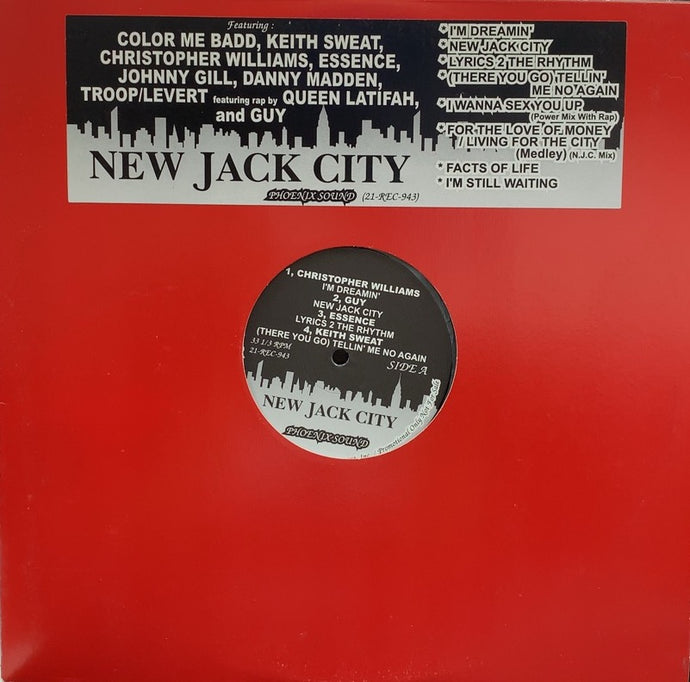 Featuring :
COLOR ME BADD, KEITH SWEAT,
CHRISTOPHER WILLIAMS, ESSENCE,
JOHNNY GILL, DANNY MADDEN,
TROOP/LEVERT featuring rap by QUEEN LATIFAH,
and GUY
NEW JACK CITY
PHOENIX SOUND (21-REC-943)
* I'M DREAMIN'
* NEW JACK CITY
* LYRICS 2 THE RHYTHM
* (THERE YOU GO) TELLIN'
ME NO AGAIN
* I WANNA SEX YOU UP
(Power Mix With Rap)
* FOR THE LOVE OF MONEY
/ LIVING FOR THE CITY
(Medley) (N.J.C. Mix)
* FACTS OF LIFE
* I'M STILL WAITING
1, CHRISTOPHER WILLIAMS
I'M DREAMIN'
2, GUY
NEW JACK CITY
3, ESSENCE
LYRICS 2 THE RHYTHM
4, KEITH SWEAT
(THERE YOU GO) TELLIN' ME NO AGAIN
33 1/3 RPM
21-REC-943
SIDE A
NEW JACK CITY
PHOENIX SOUND
Inc. : Promotional Only Not For Sale